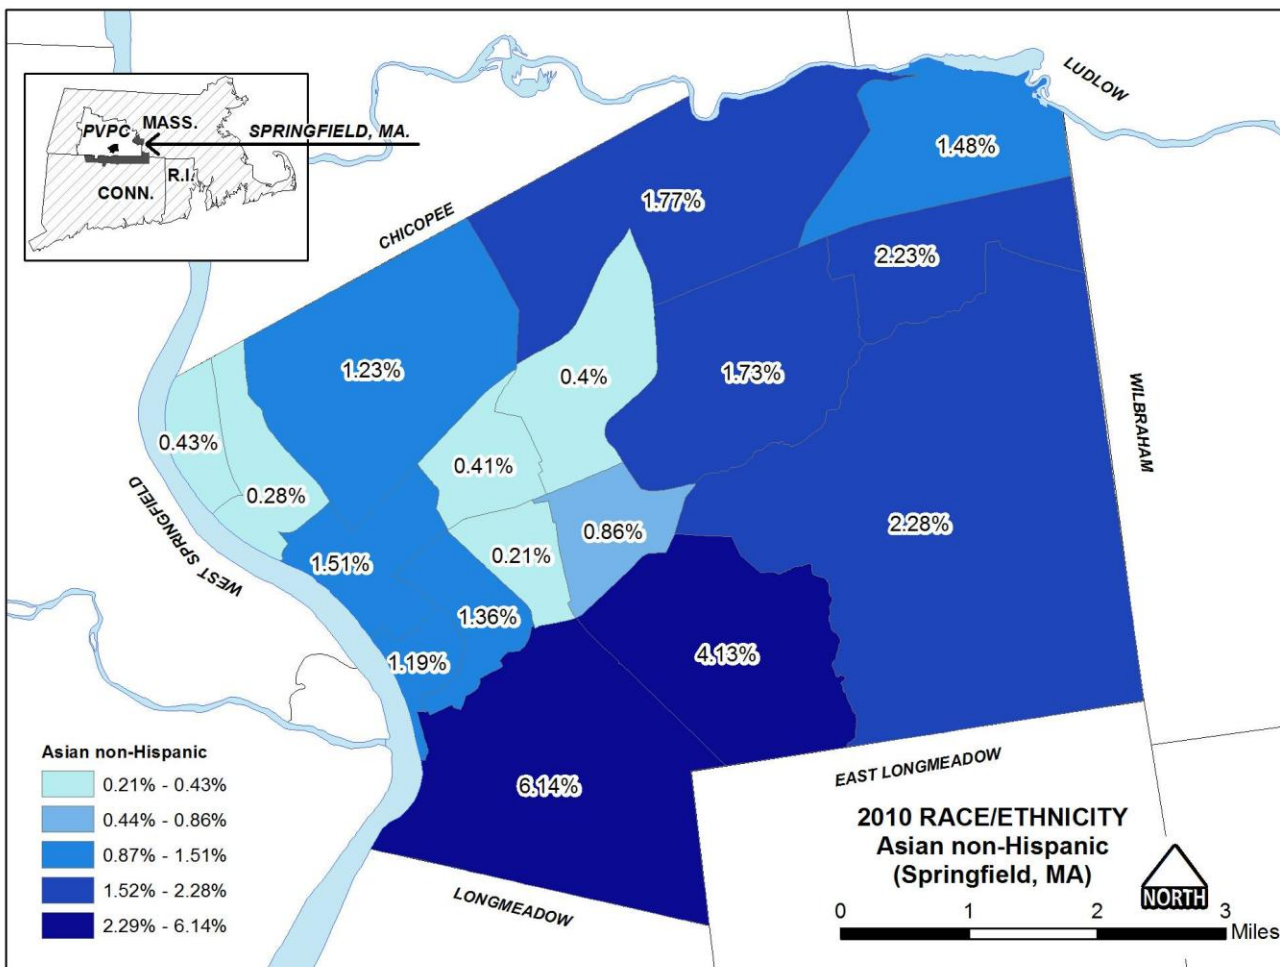 LUDLOW
PVPC
MASS.
SPRINGFIELD, MA.
CONN.
R.I.
CHICOPEE
1.48%
1.77%
2.23%
1.23%
0.4%
1.73%
WILBRAHAM
0.43%
0.41%
0.28%
WEST SPRINGFIELD
2.28%
0.86%
0.21%
1.51%
1.36%
1.19%
4.13%
6.14%
EAST LONGMEADOW
LONGMEADOW
Asian non-Hispanic
0.21% - 0.43%
0.44% - 0.86%
0.87% - 1.51%
1.52% - 2.28%
2.29% - 6.14%
2010 RACE/ETHNICITY
Asian non-Hispanic
(Springfield, MA)
NORTH
0 1 2 3
Miles